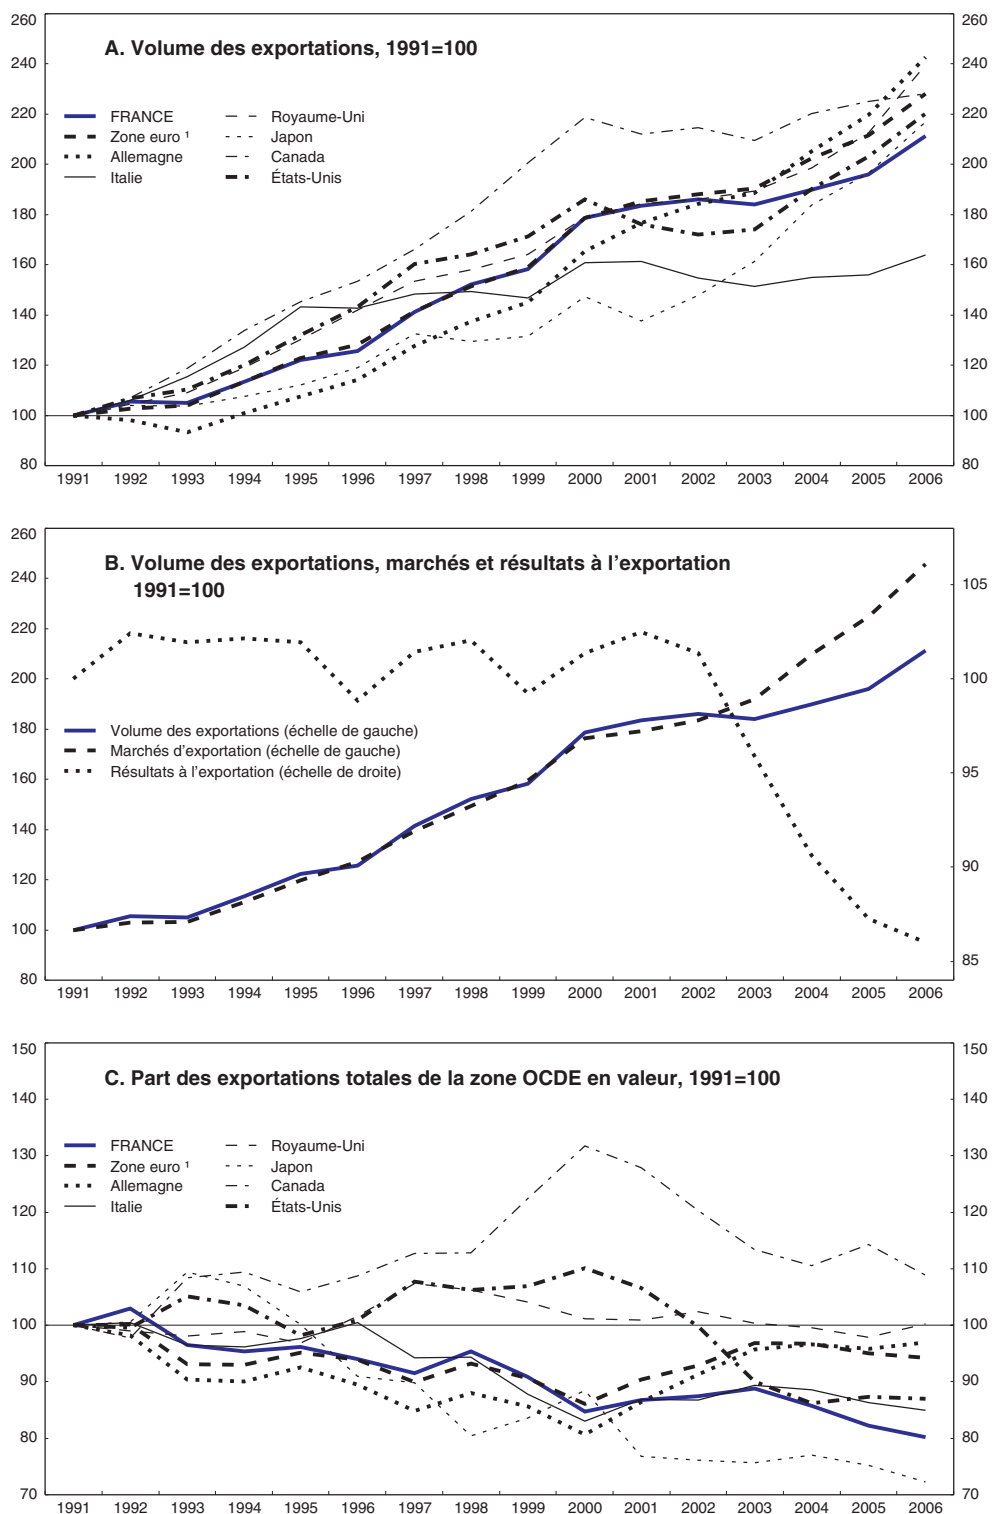 A. Volume des exportations, 1991=100
FRANCE
Zone euro ¹
Allemagne
Italie
Royaume-Uni
Japon
Canada
États-Unis
260
240
220
200
180
160
140
120
100
80
260
240
220
200
180
160
140
120
100
80
1991 1992 1993 1994 1995 1996 1997 1998 1999 2000 2001 2002 2003 2004 2005 2006
B. Volume des exportations, marchés et résultats à l'exportation
1991=100
Volume des exportations (échelle de gauche)
Marchés d'exportation (échelle de gauche)
Résultats à l'exportation (échelle de droite)
260
240
220
200
180
160
140
120
100
80
105
100
95
90
85
1991 1992 1993 1994 1995 1996 1997 1998 1999 2000 2001 2002 2003 2004 2005 2006
C. Part des exportations totales de la zone OCDE en valeur, 1991=100
FRANCE
Zone euro ¹
Allemagne
Italie
Royaume-Uni
Japon
Canada
États-Unis
150
140
130
120
110
100
90
80
70
150
140
130
120
110
100
90
80
70
1991 1992 1993 1994 1995 1996 1997 1998 1999 2000 2001 2002 2003 2004 2005 2006